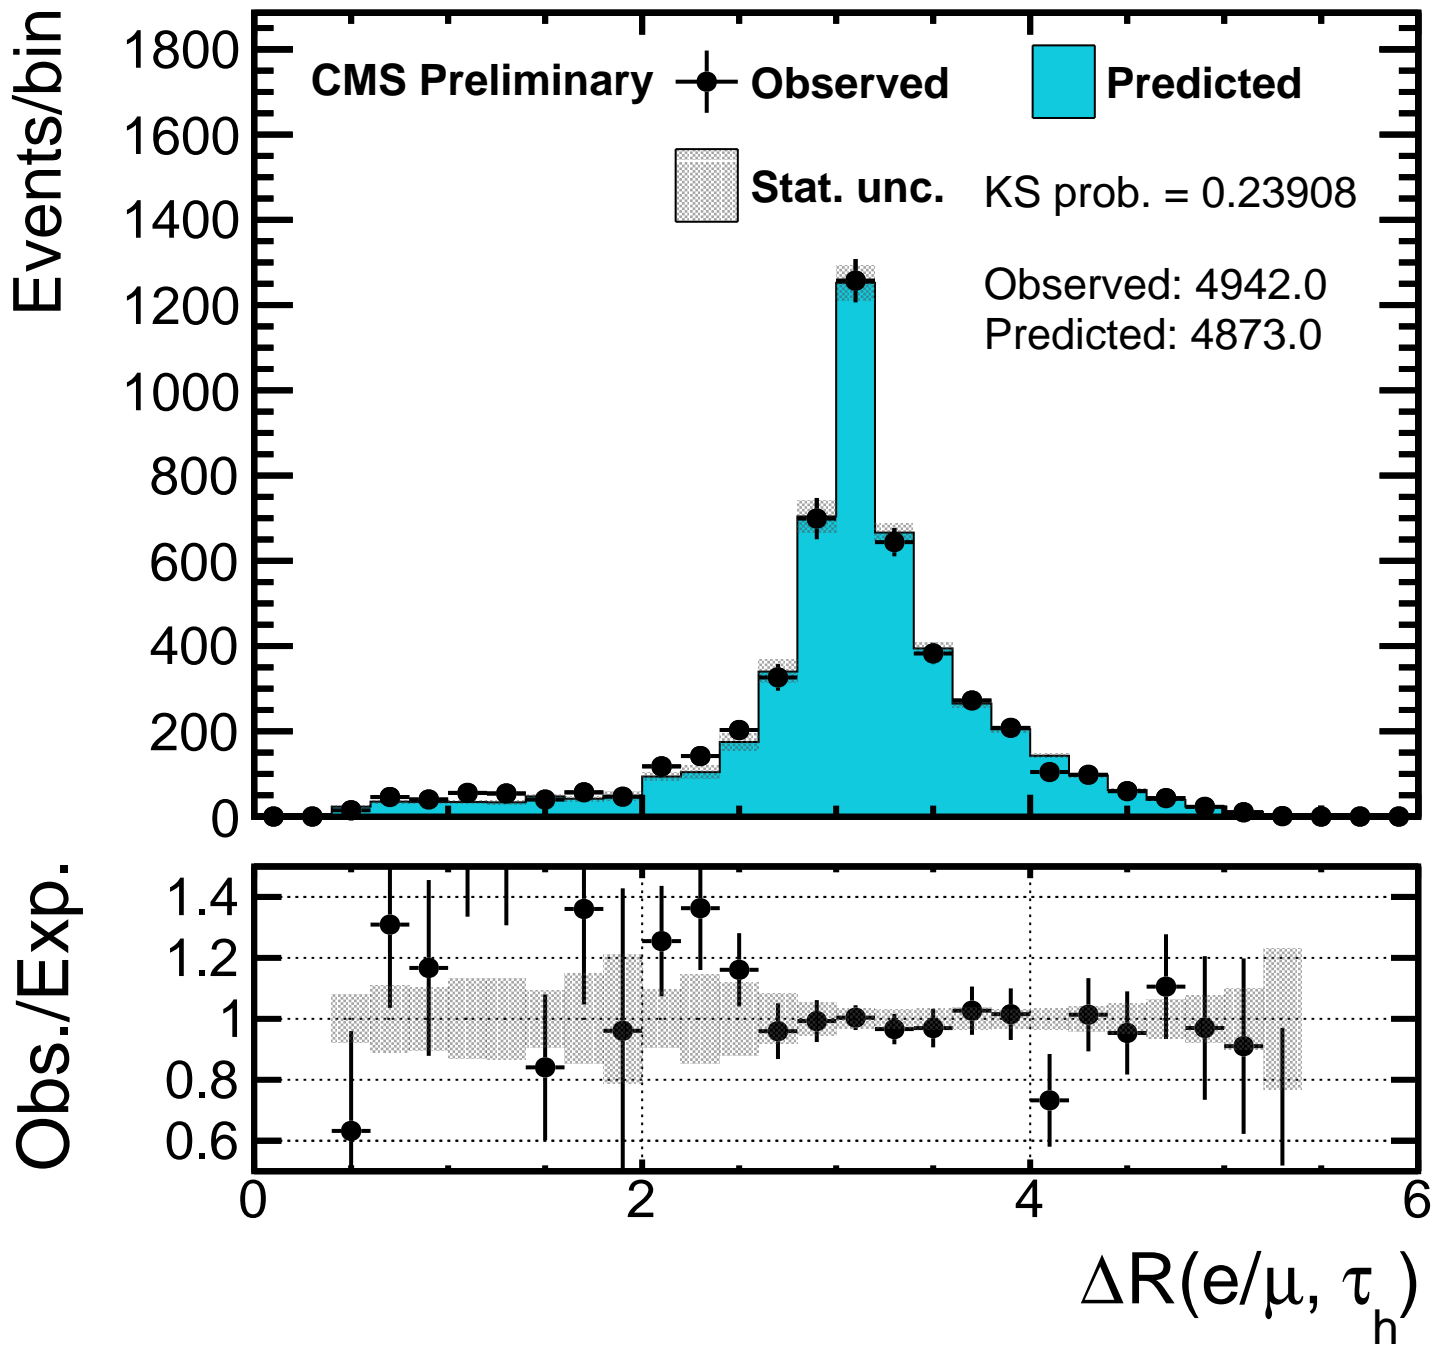 Events/bin
1800
1600
1400
1200
1000
800
600
400
200
0
CMS Preliminary
Observed
Predicted
Stat. unc.
KS prob. = 0.23908
Observed: 4942.0
Predicted: 4873.0
Obs./Exp.
1.4
1.2
1
0.8
0.6
0 2 4 6
ΔR(e/μ, τ_h)